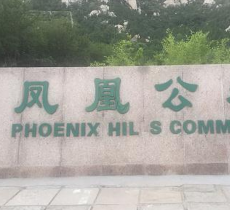 凤凰公
PHOENIX HIL S COMM